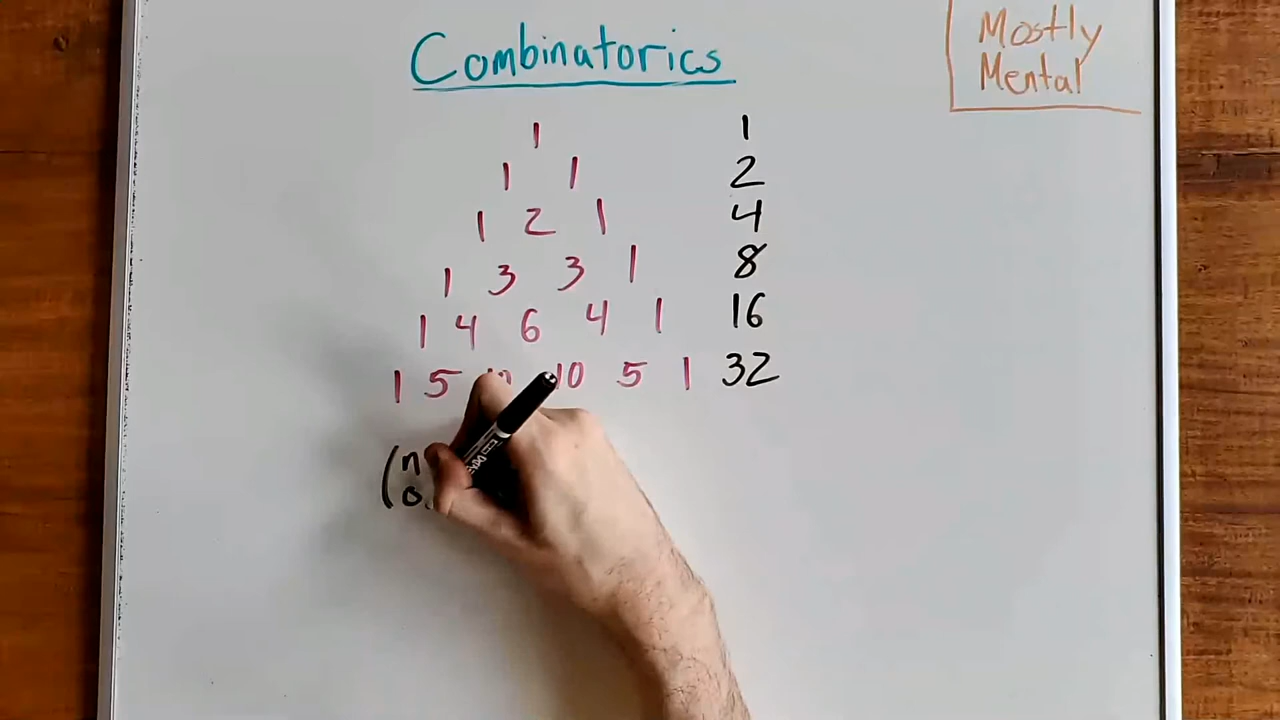 Combinatorics
Mostly
Mental
1 1
1 1 2
1 2 1 4
1 3 3 1 8
1 4 6 4 1 16
1 5 10 5 1 32
(n
0